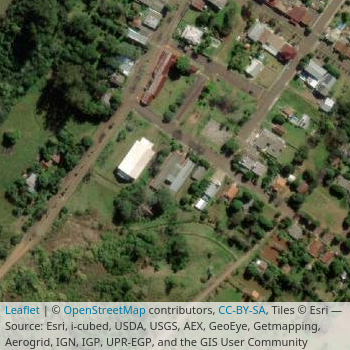 Leaflet | © OpenStreetMap contributors, CC-BY-SA, Tiles © Esri —
Source: Esri, i-cubed, USDA, USGS, AEX, GeoEye, Getmapping,
Aerogrid, IGN, IGP, UPR-EGP, and the GIS User Community